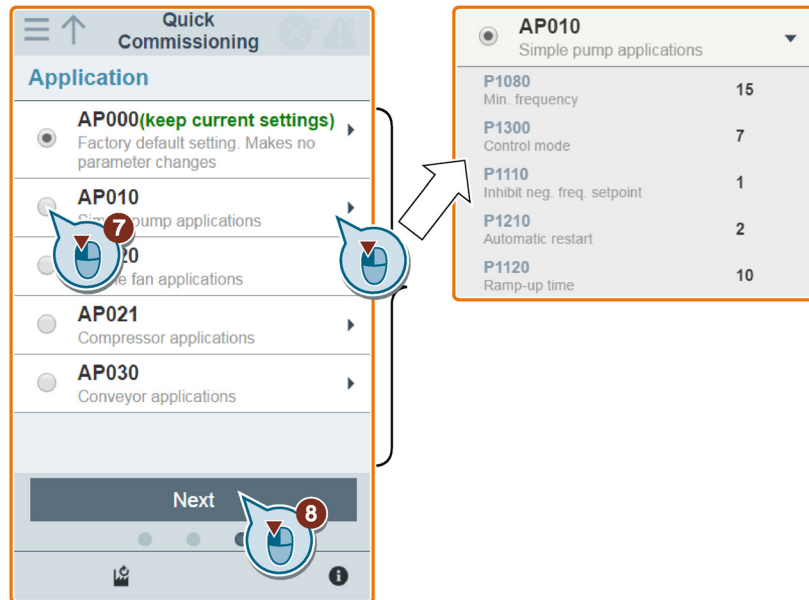 Quick
Commissioning
Application
AP000(keep current settings)
Factory default setting. Makes no
parameter changes
AP010
pump applications
7
20
fan applications
AP021
Compressor applications
AP030
Conveyor applications
Next
8
AP010
Simple pump applications
P1080
Min. frequency
15
P1300
Control mode
7
P1110
Inhibit neg. freq. setpoint
1
P1210
Automatic restart
2
P1120
Ramp-up time
10